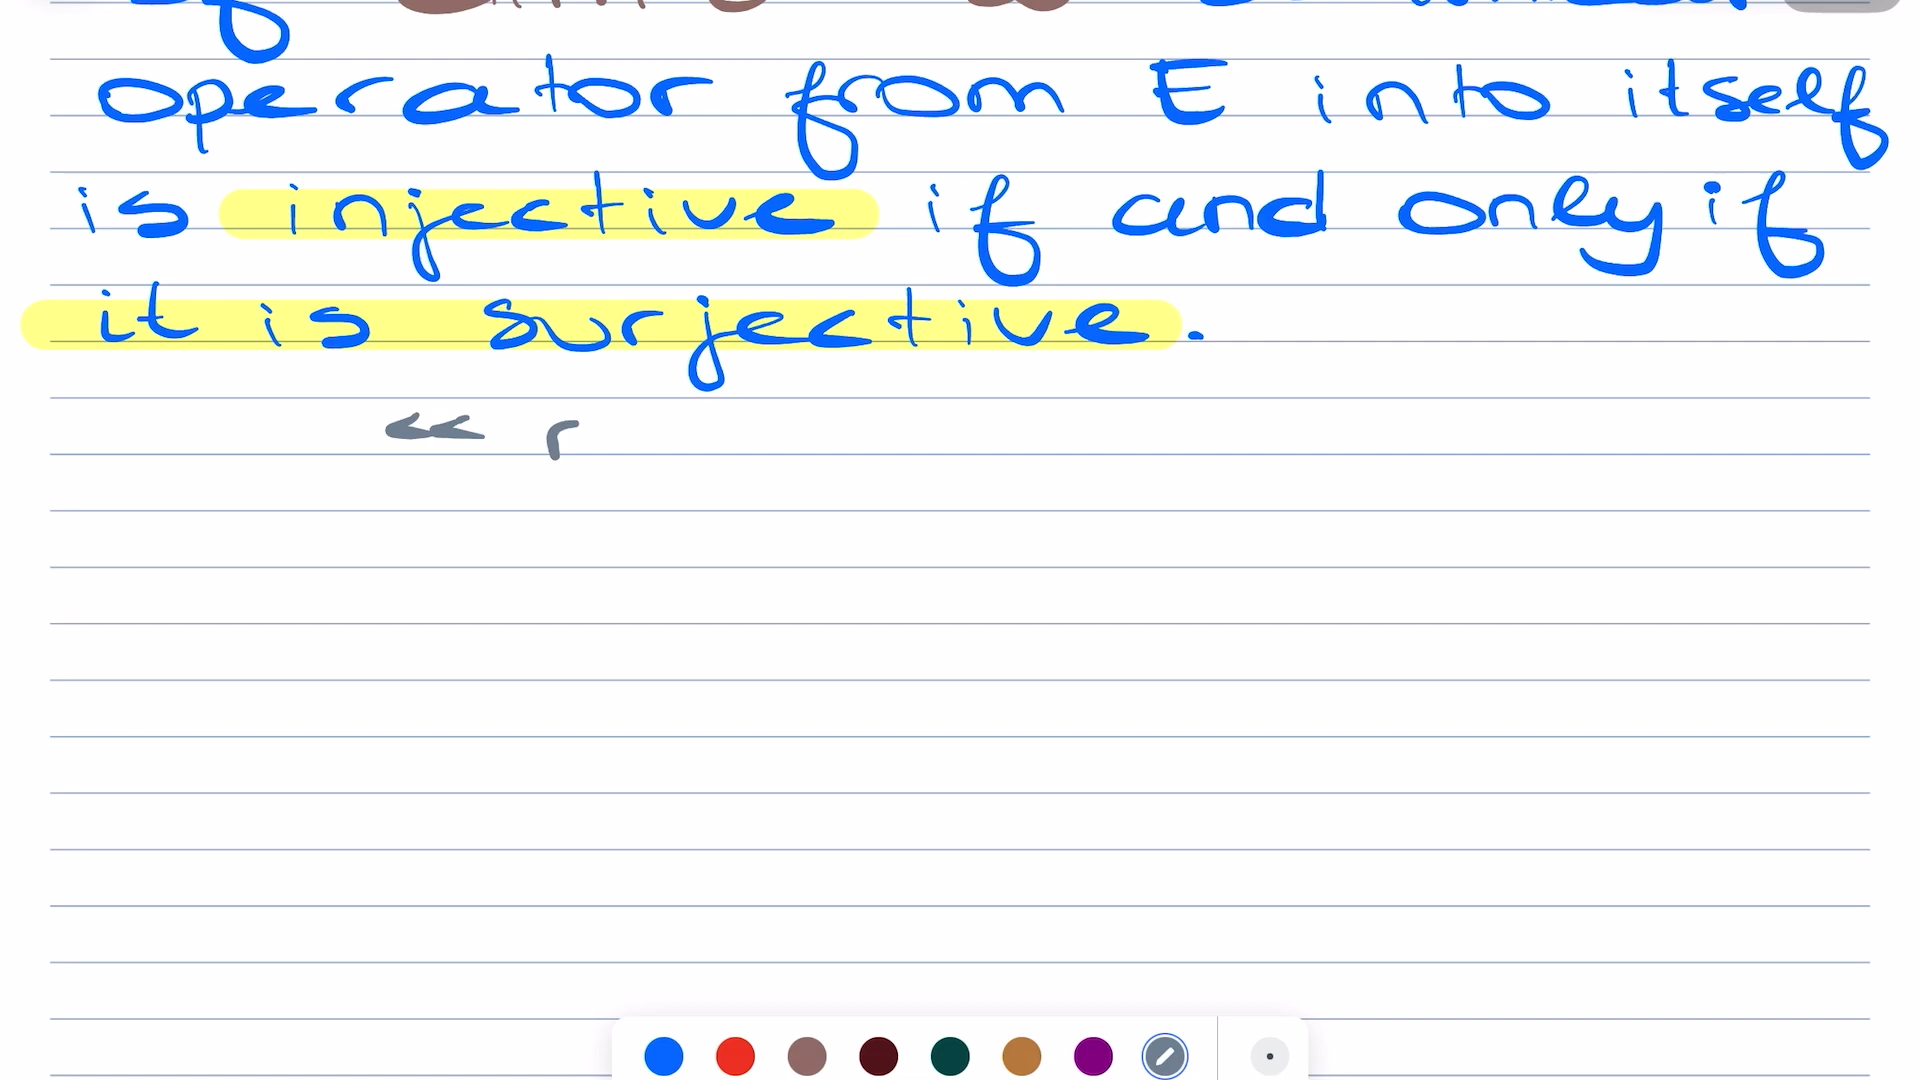 operator from E into itself
is injective if and only if
it is surjective.
<< r